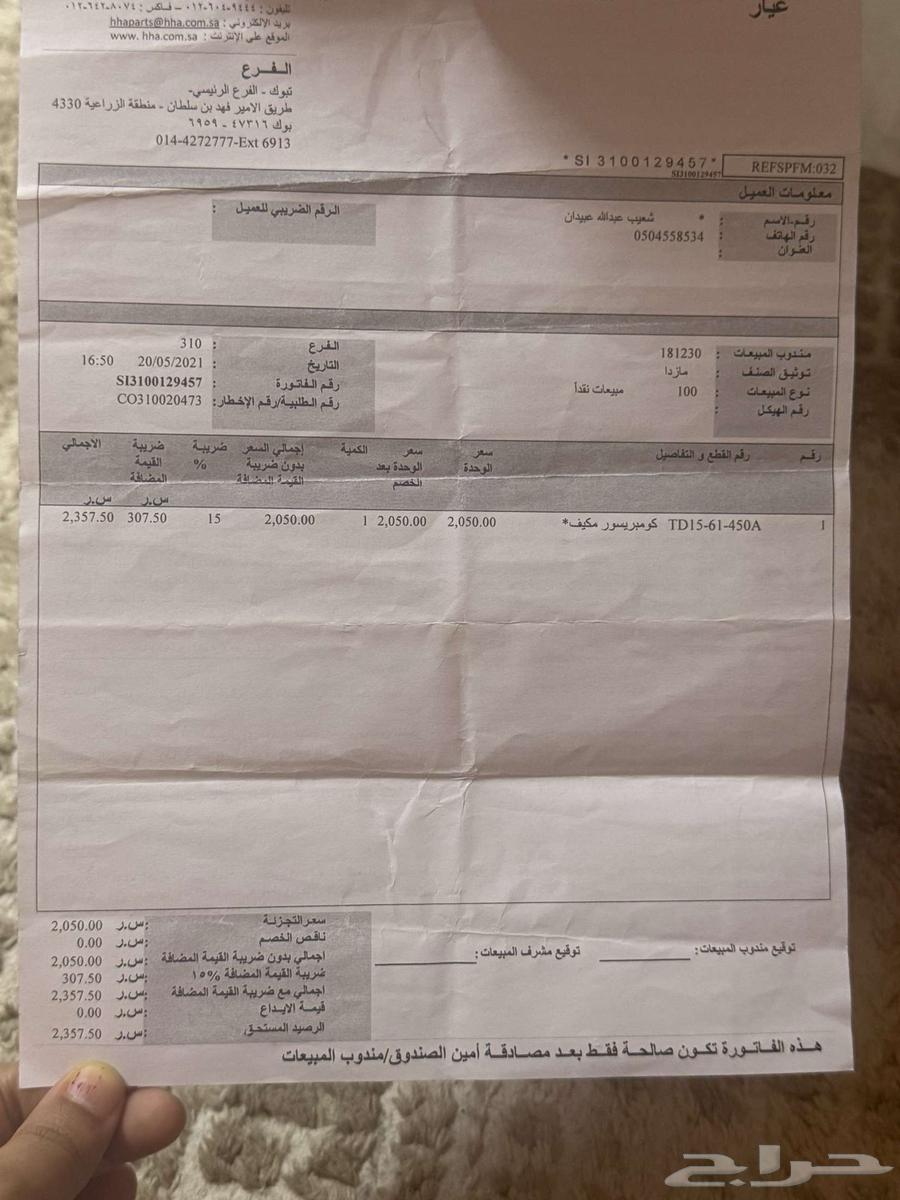 عيار
تليفون : ٠١٢-٦٠٤-٩٤٤٤ – فاكس : ٠١٢-٦٤٢-٨٠٧٤
بريد الإلكتروني : hhaparts@hha.com.sa
الموقع على الإنترنت : www. hha.com.sa
الفرع
تبوك - الفرع الرئيسي-
طريق الامير فهد بن سلطان - منطقة الزراعية 4330
بوك ٤٧٣١٦ - ٦٩٥٩
014-4272777-Ext 6913
REFSPFM:032
* SI 3100129457 *
SI3100129457
معلومات العميل
رقم-الاسم : * شعيب عبدالله عبيدان
الرقم الضريبي للعميل :
رقم الهاتف : 0504558534
العنوان :
مندوب المبيعات : 181230
الفرع : 310
توثيق الصنف : مازدا
التاريخ : 20/05/2021 16:50
نوع المبيعات : 100 مبيعات نقداً
رقم الفاتورة : SI3100129457
رقم الهيكل :
رقم الطلبية/رقم الإخطار: CO310020473
رقم رقم القطع و التفاصيل سعر الوحدة سعر الوحدة بعد الخصم الكمية إجمالي السعر بدون ضريبة القيمة المضافة ضريبة % ضريبة القيمة المضافة س.ر الاجمالي س.ر
1 TD15-61-450A كومبريسور مكيف* 2,050.00 2,050.00 1 2,050.00 15 307.50 2,357.50
سعر التجزئة س.ر: 2,050.00
ناقص الخصم س.ر: 0.00
اجمالي بدون ضريبة القيمة المضافة س.ر: 2,050.00
ضريبة القيمة المضافة ١٥% س.ر: 307.50
اجمالي مع ضريبة القيمة المضافة س.ر: 2,357.50
قيمة الايداع س.ر: 0.00
الرصيد المستحق س.ر: 2,357.50
توقيع مندوب المبيعات:
توقيع مشرف المبيعات:
هذه الفاتورة تكون صالحة فقط بعد مصادقة أمين الصندوق/مندوب المبيعات
حراج